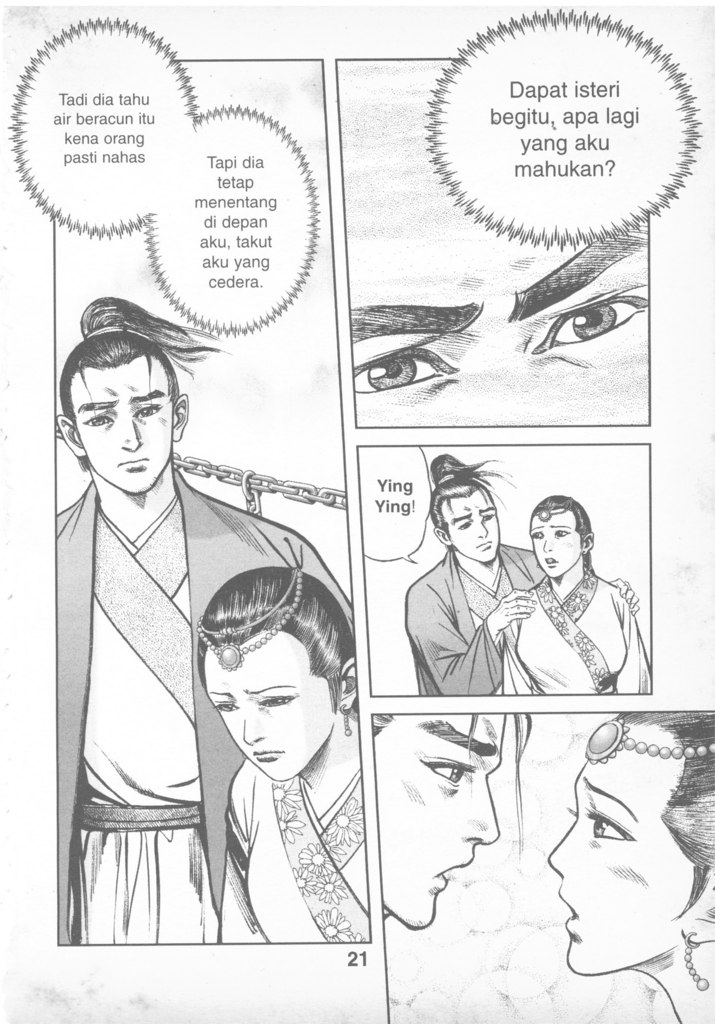 Tadi dia tahu
air beracun itu
kena orang
pasti nahas
Tapi dia
tetap
menentang
di depan
aku, takut
aku yang
cedera.
Dapat isteri
begitu, apa lagi
yang aku
mahukan?
Ying
Ying!
21